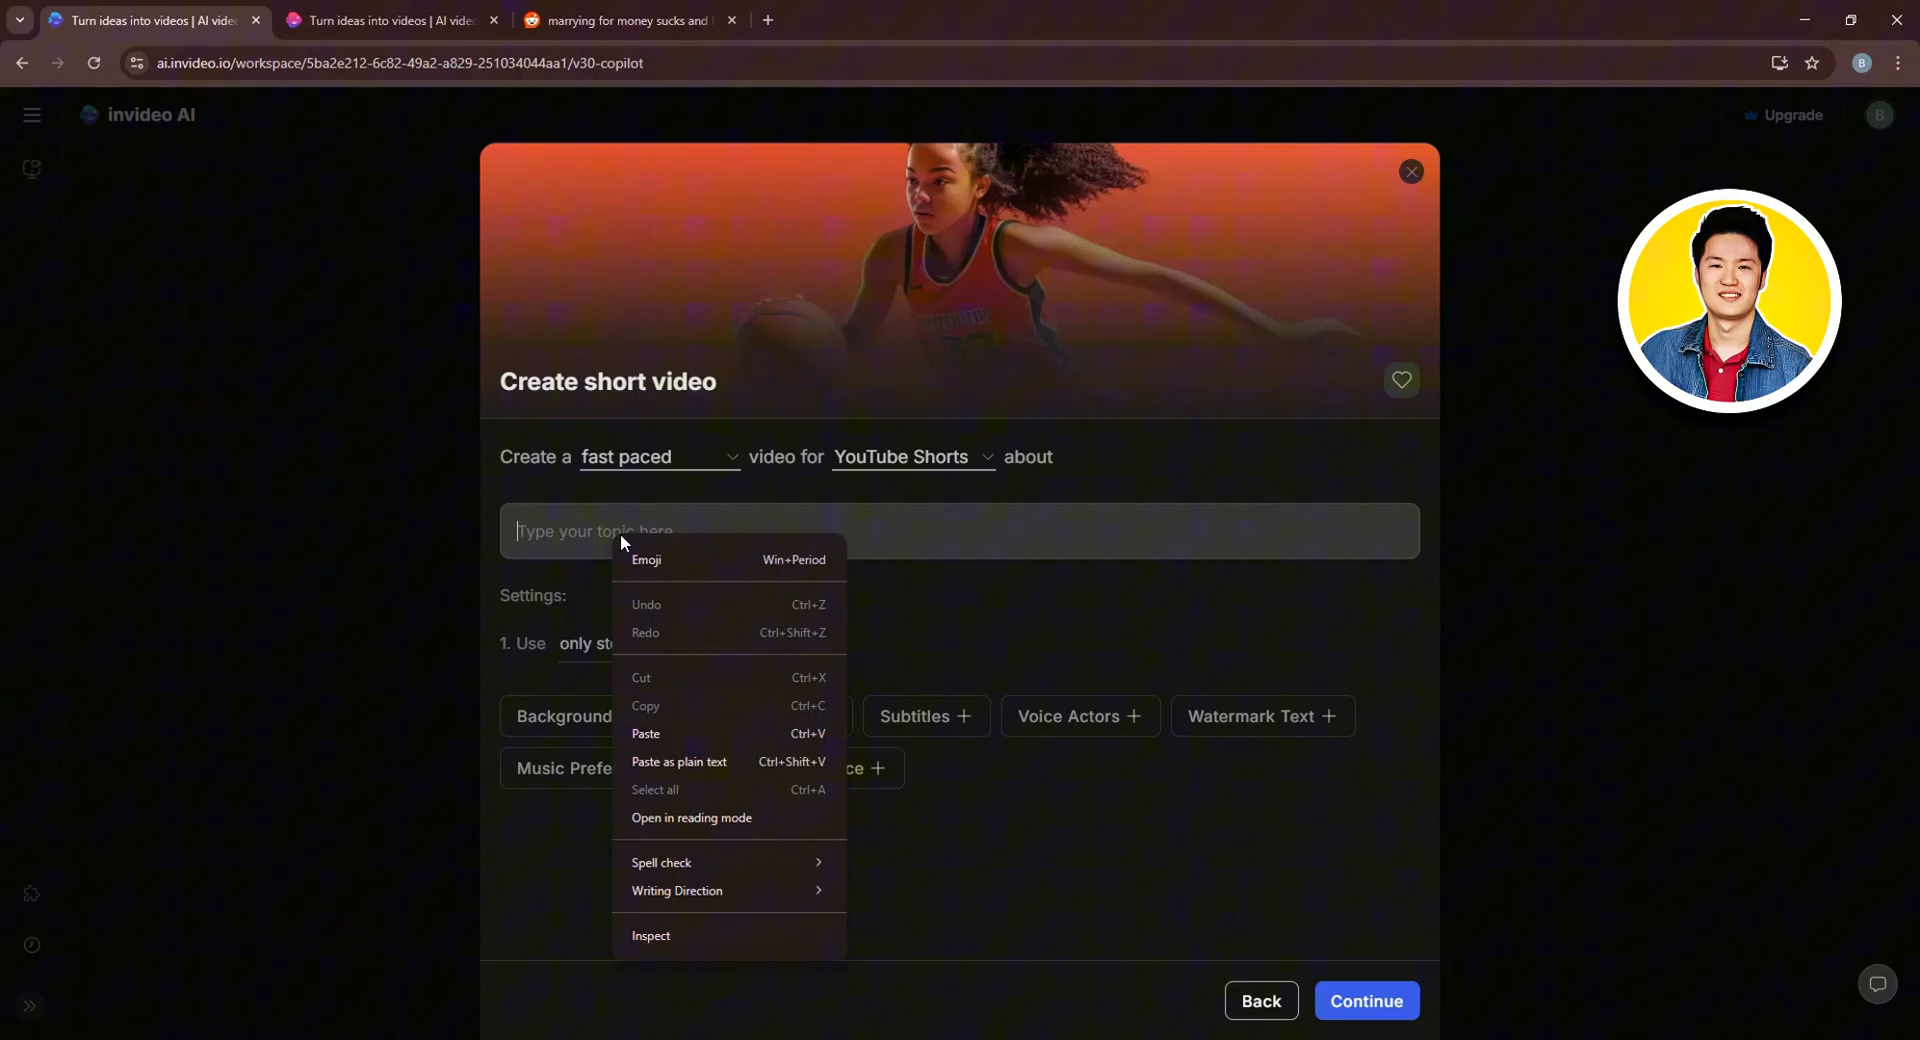 Turn ideas into videos | AI vide
Turn ideas into videos | AI vide
marrying for money sucks and
ai.invideo.io/workspace/5ba2e212-6c82-49a2-a829-251034044aa1/v30-copilot
B
invideo AI
Upgrade
B
Create short video
Create a fast paced video for YouTube Shorts about
Type your topic here
Emoji Win+Period
Settings:
Undo Ctrl+Z
Redo Ctrl+Shift+Z
1. Use only st
Cut Ctrl+X
Copy Ctrl+C
Background Subtitles + Voice Actors + Watermark Text +
Paste Ctrl+V
Paste as plain text Ctrl+Shift+V
Music Prefe ce +
Select all Ctrl+A
Open in reading mode
Spell check
Writing Direction
Inspect
Back Continue